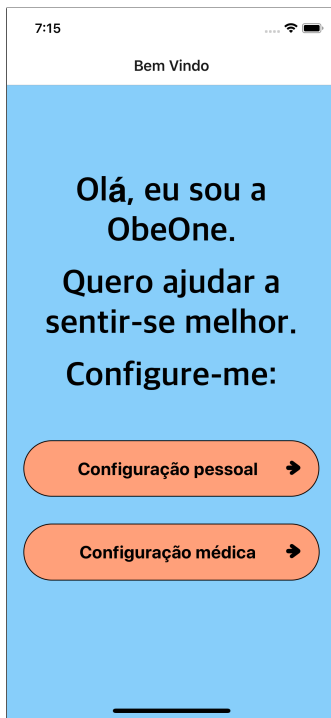 7:15
Bem Vindo
Olá, eu sou a
ObeOne.
Quero ajudar a
sentir-se melhor.
Configure-me:
Configuração pessoal
Configuração médica